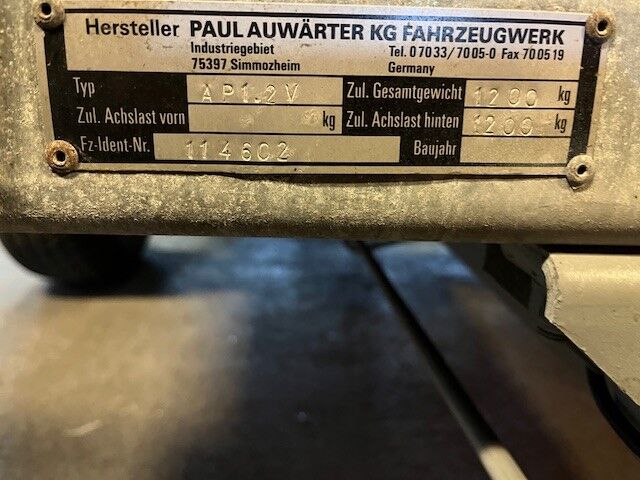 Hersteller PAUL AUWÄRTER KG FAHRZEUGWERK
Industriegebiet Tel. 07033/7005-0 Fax 700519
75397 Simmozheim Germany
Typ AP1.2V Zul. Gesamtgewicht 1200 kg
Zul. Achslast vorn kg Zul. Achslast hinten 1200 kg
Fz-Ident-Nr. 114602 Baujahr